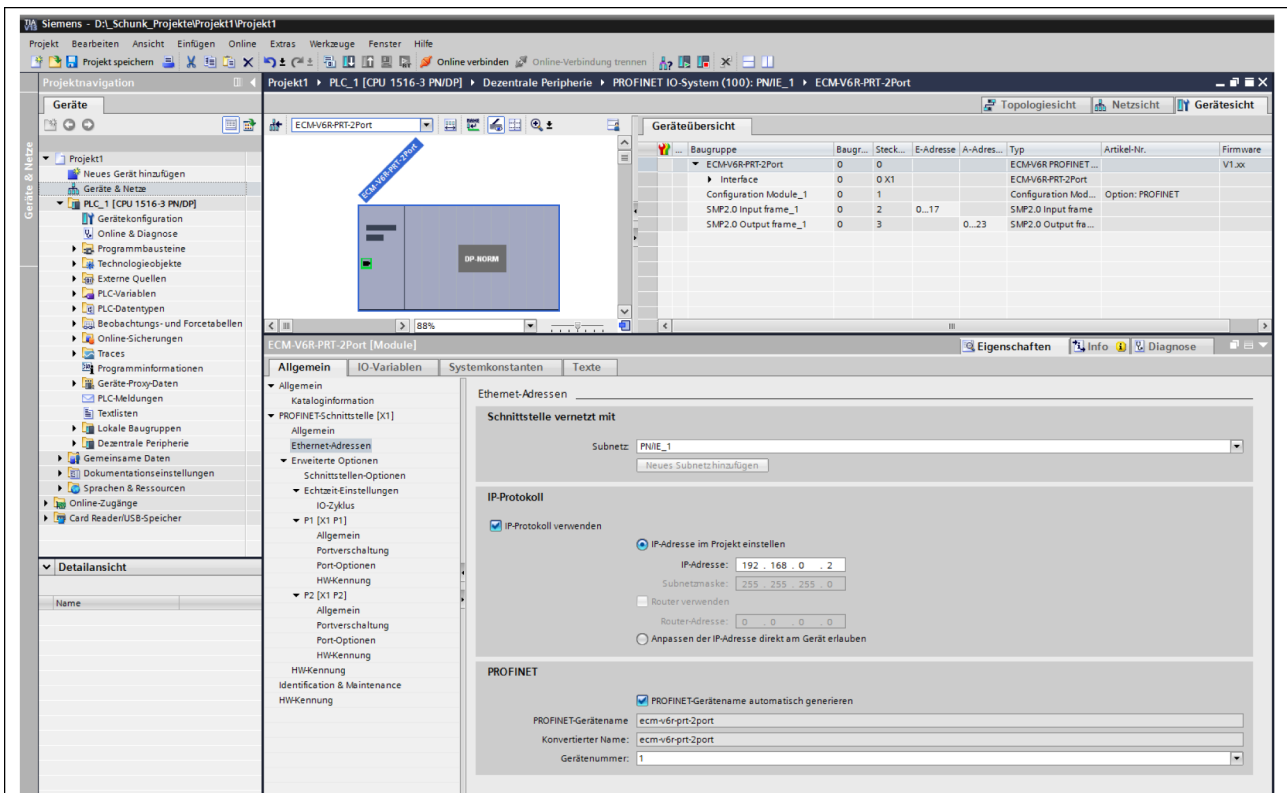 Siemens - D:\_Schunk_Projekte\Projekt1\Projekt1
Projekt Bearbeiten Ansicht Einfügen Online Extras Werkzeuge Fenster Hilfe
Projekt speichern Online verbinden Online-Verbindung trennen
Projektnavigation
Projekt1 PLC_1 [CPU 1516-3 PN/DP] Dezentrale Peripherie PROFINET IO-System (100): PN/IE_1 ECM-V6R-PRT-2Port
Geräte
Topologiesicht Netzsicht Gerätesicht
Geräte & Netze
Projekt1
Neues Gerät hinzufügen
Geräte & Netze
PLC_1 [CPU 1516-3 PN/DP]
Gerätekonfiguration
Online & Diagnose
Programmbausteine
Technologieobjekte
Externe Quellen
PLC-Variablen
PLC-Datentypen
Beobachtungs- und Forcetabellen
Online-Sicherungen
Traces
Programminformationen
Geräte-Proxy-Daten
PLC-Meldungen
Textlisten
Lokale Baugruppen
Dezentrale Peripherie
Gemeinsame Daten
Dokumentationseinstellungen
Sprachen & Ressourcen
Online-Zugänge
Card Reader/USB-Speicher
Detailansicht
Name
ECM-V6R-PRT-2Port
ECM-V6R-PRT-2Port
DP-NORM
88%
Geräteübersicht
... Baugruppe Baugr... Steck... E-Adresse A-Adres... Typ Artikel-Nr. Firmware
ECM-V6R-PRT-2Port 0 0 ECM-V6R PROFINET ... V1.xx
Interface 0 0 X1 ECM-V6R-PRT-2Port
Configuration Module_1 0 1 Configuration Mod... Option: PROFINET
SMP2.0 Input frame_1 0 2 0...17 SMP2.0 Input frame
SMP2.0 Output frame_1 0 3 0...23 SMP2.0 Output fra...
ECM-V6R-PRT-2Port [Module]
Eigenschaften Info Diagnose
Allgemein IO-Variablen Systemkonstanten Texte
Allgemein
Kataloginformation
PROFINET-Schnittstelle [X1]
Allgemein
Ethernet-Adressen
Erweiterte Optionen
Schnittstellen-Optionen
Echtzeit-Einstellungen
IO-Zyklus
P1 [X1 P1]
Allgemein
Portverschaltung
Port-Optionen
HW-Kennung
P2 [X1 P2]
Allgemein
Portverschaltung
Port-Optionen
HW-Kennung
HW-Kennung
Identification & Maintenance
HW-Kennung
Ethernet-Adressen
Schnittstelle vernetzt mit
Subnetz: PN/IE_1
Neues Subnetz hinzufügen
IP-Protokoll
IP-Protokoll verwenden
IP-Adresse im Projekt einstellen
IP-Adresse: 192 . 168 . 0 . 2
Subnetzmaske: 255 . 255 . 255 . 0
Router verwenden
Router-Adresse: 0 . 0 . 0 . 0
Anpassen der IP-Adresse direkt am Gerät erlauben
PROFINET
PROFINET-Gerätename automatisch generieren
PROFINET-Gerätename ecm-v6r-prt-2port
Konvertierter Name: ecm-v6r-prt-2port
Gerätenummer: 1